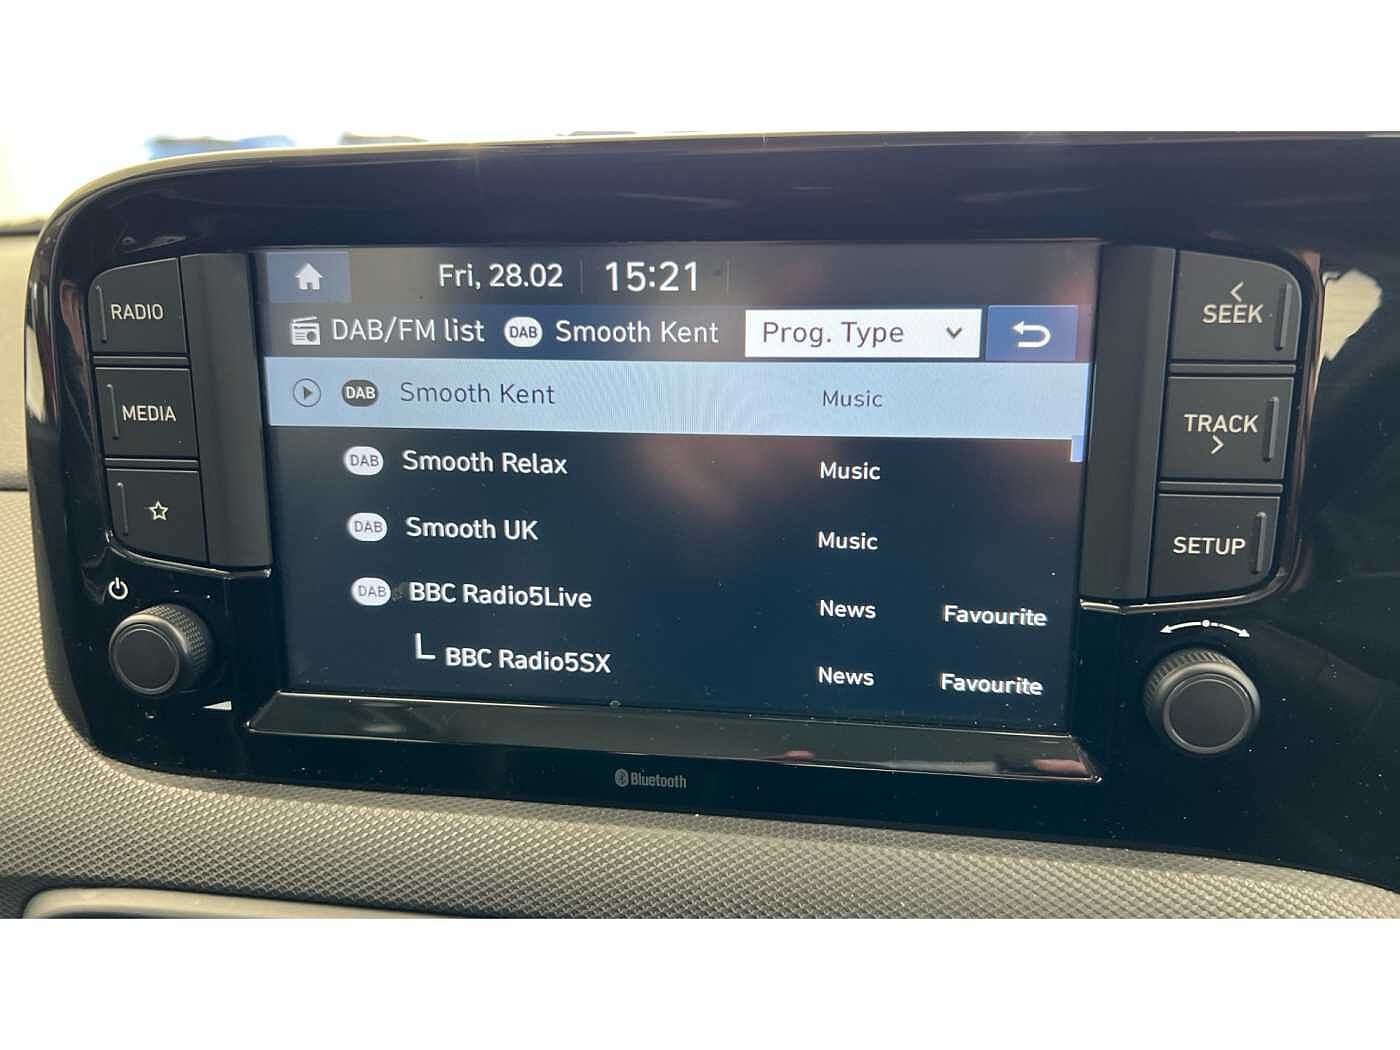 Fri, 28.02 15:21
DAB/FM list DAB Smooth Kent Prog. Type
DAB Smooth Kent Music
DAB Smooth Relax Music
DAB Smooth UK Music
DAB BBC Radio5Live News Favourite
BBC Radio5SX News Favourite
RADIO
MEDIA
< SEEK
TRACK >
SETUP
Bluetooth